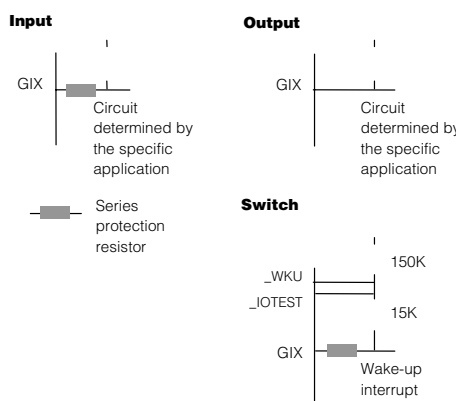 Input
GIX
Circuit
determined by
the specific
application
Series
protection
resistor
Output
GIX
Circuit
determined by
the specific
application
Switch
_WKU
150K
_IOTEST
15K
GIX
Wake-up
interrupt